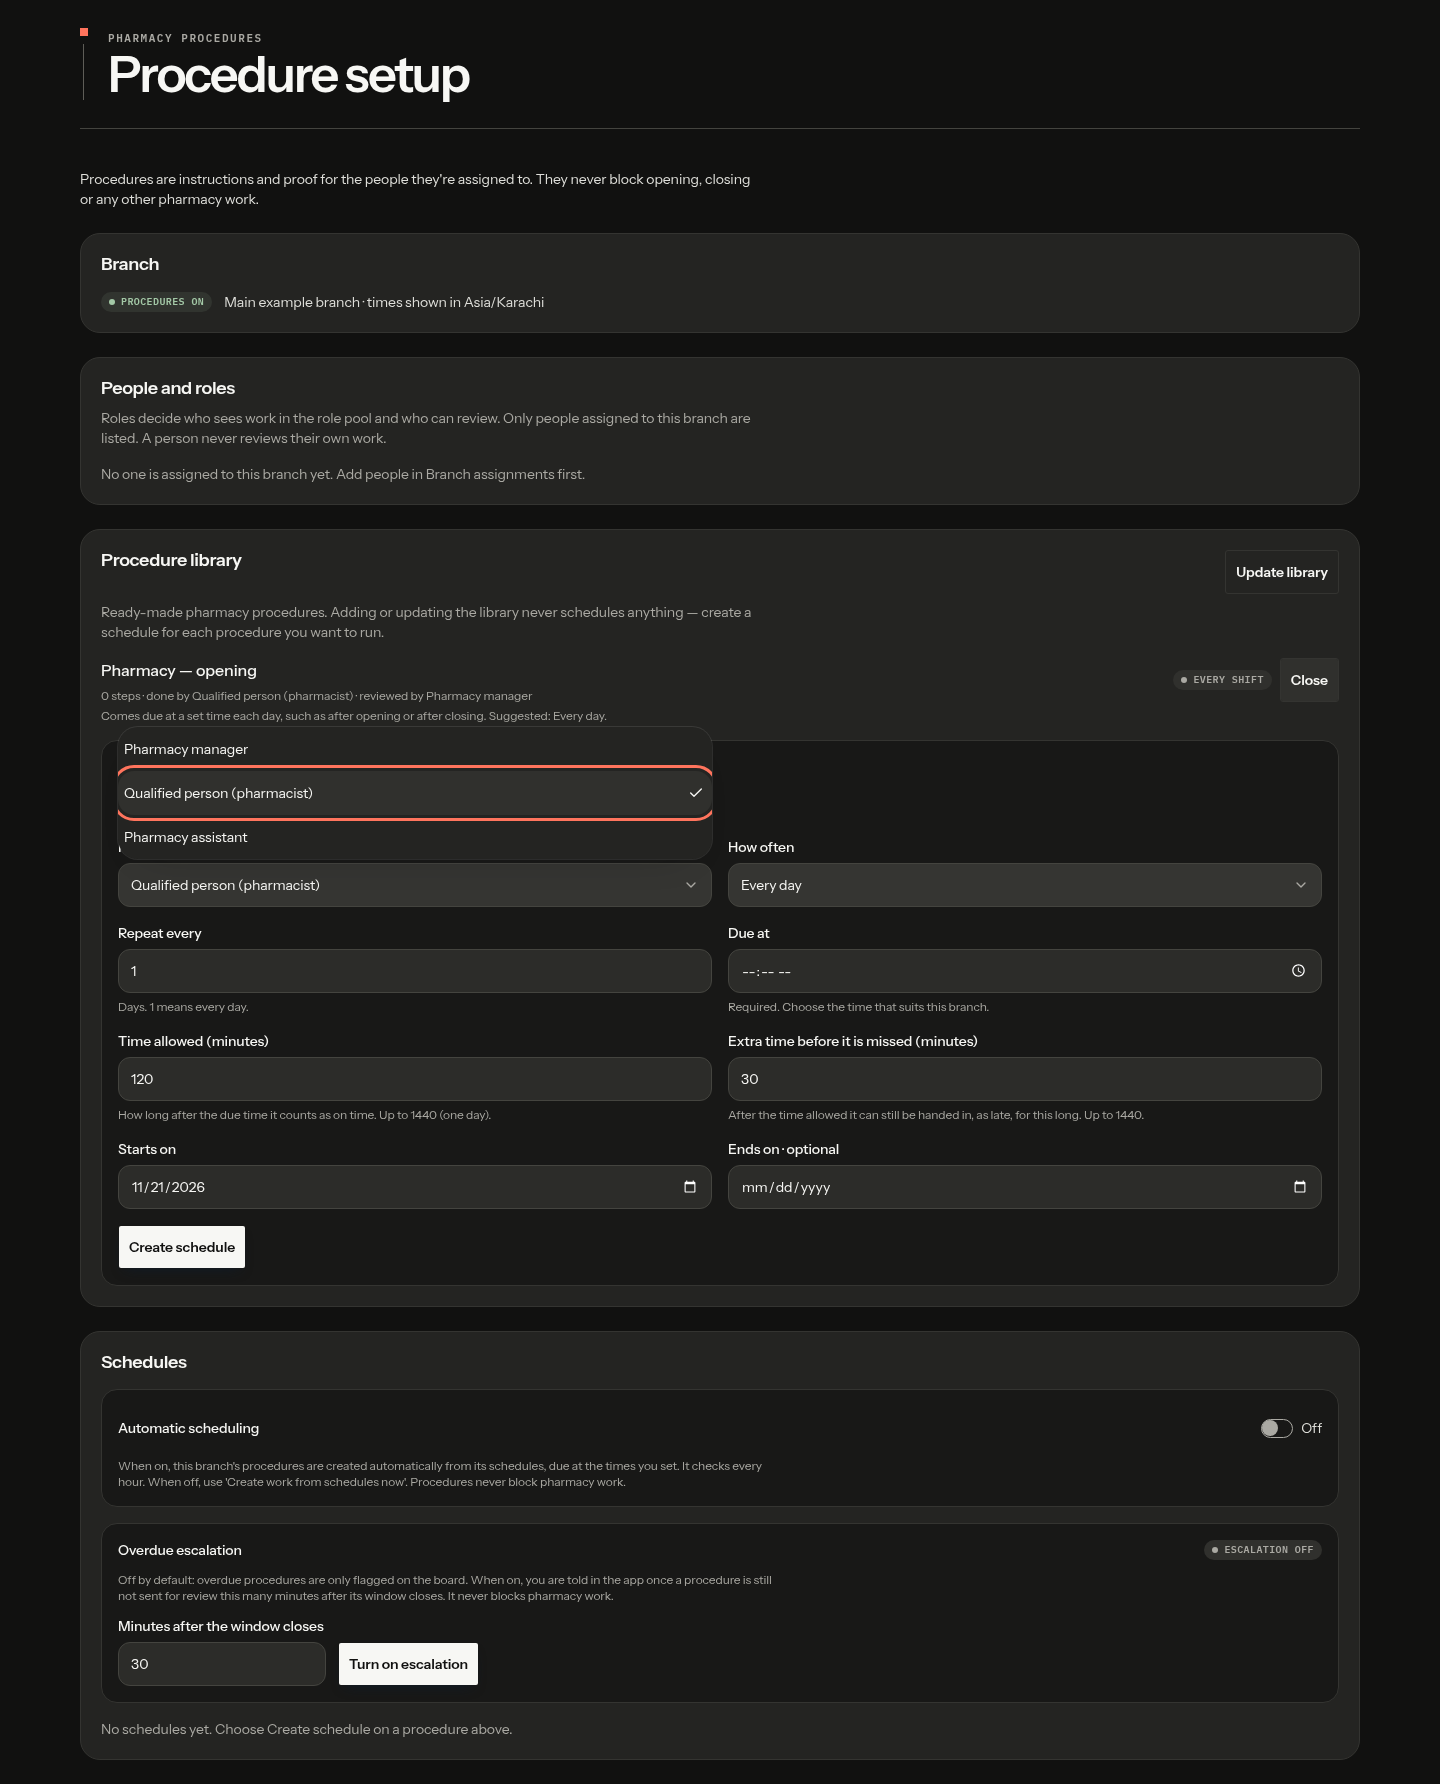 PHARMACY PROCEDURES
Procedure setup
Procedures are instructions and proof for the people they're assigned to. They never block opening, closing
or any other pharmacy work.
Branch
PROCEDURES ON
Main example branch · times shown in Asia/Karachi
People and roles
Roles decide who sees work in the role pool and who can review. Only people assigned to this branch are
listed. A person never reviews their own work.
No one is assigned to this branch yet. Add people in Branch assignments first.
Procedure library
Update library
Ready-made pharmacy procedures. Adding or updating the library never schedules anything — create a
schedule for each procedure you want to run.
Pharmacy — opening
EVERY SHIFT
Close
0 steps · done by Qualified person (pharmacist) · reviewed by Pharmacy manager
Comes due at a set time each day, such as after opening or after closing. Suggested: Every day.
Pharmacy manager
Qualified person (pharmacist)
Pharmacy assistant
How often
Qualified person (pharmacist)
Every day
Repeat every
Due at
1
--:-- --
Days. 1 means every day.
Required. Choose the time that suits this branch.
Time allowed (minutes)
Extra time before it is missed (minutes)
120
30
How long after the due time it counts as on time. Up to 1440 (one day).
After the time allowed it can still be handed in, as late, for this long. Up to 1440.
Starts on
Ends on · optional
11/21/2026
mm/dd/yyyy
Create schedule
Schedules
Automatic scheduling
Off
When on, this branch's procedures are created automatically from its schedules, due at the times you set. It checks every
hour. When off, use 'Create work from schedules now'. Procedures never block pharmacy work.
Overdue escalation
ESCALATION OFF
Off by default: overdue procedures are only flagged on the board. When on, you are told in the app once a procedure is still
not sent for review this many minutes after its window closes. It never blocks pharmacy work.
Minutes after the window closes
30
Turn on escalation
No schedules yet. Choose Create schedule on a procedure above.